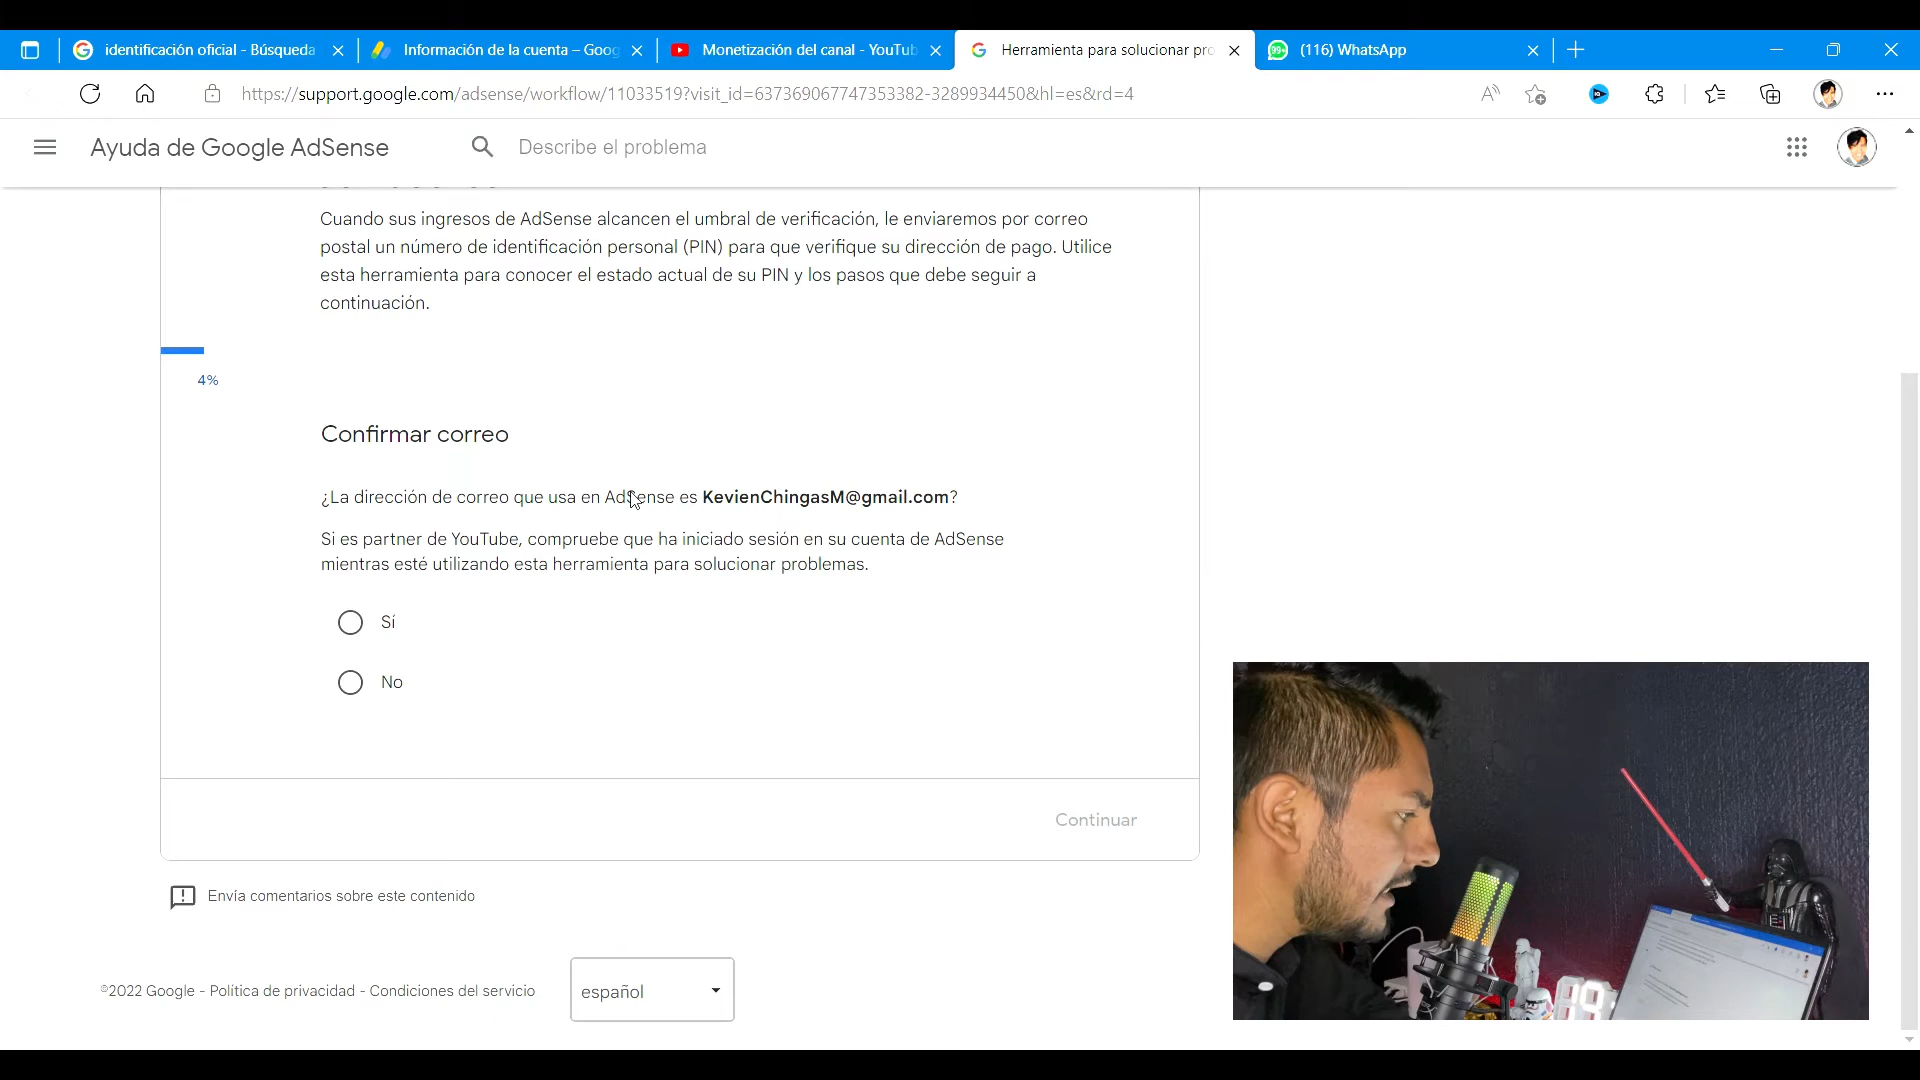 identificación oficial - Búsqueda
Información de la cuenta – Goog
Monetización del canal - YouTub
Herramienta para solucionar pro
99+
(116) WhatsApp
https://support.google.com/adsense/workflow/11033519?visit_id=637369067747353382-3289934450&hl=es&rd=4
Ayuda de Google AdSense
Describe el problema
Cuando sus ingresos de AdSense alcancen el umbral de verificación, le enviaremos por correo
postal un número de identificación personal (PIN) para que verifique su dirección de pago. Utilice
esta herramienta para conocer el estado actual de su PIN y los pasos que debe seguir a
continuación.
4%
Confirmar correo
¿La dirección de correo que usa en AdSense es KevienChingasM@gmail.com?
Si es partner de YouTube, compruebe que ha iniciado sesión en su cuenta de AdSense
mientras esté utilizando esta herramienta para solucionar problemas.
Sí
No
Continuar
Envía comentarios sobre este contenido
©2022 Google - Política de privacidad - Condiciones del servicio
español